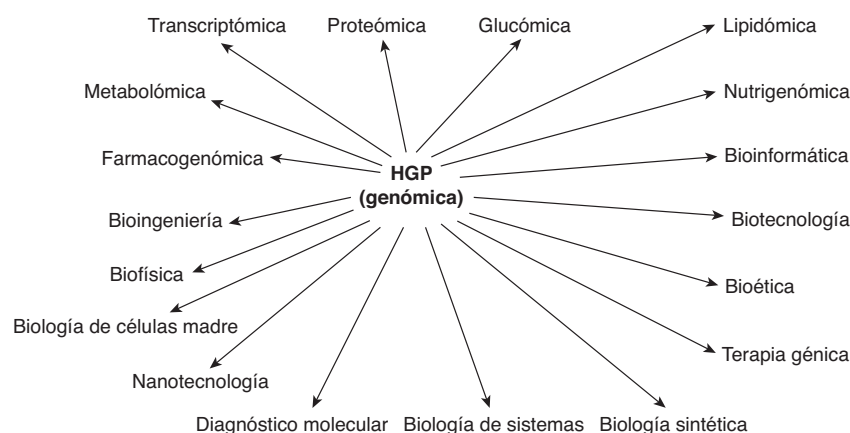 Transcriptómica Proteómica Glucómica Lipidómica
Metabolómica Nutrigenómica
Farmacogenómica Bioinformática
HGP
(genómica)
Bioingeniería Biotecnología
Biofísica Bioética
Biología de células madre
Terapia génica
Nanotecnología
Diagnóstico molecular Biología de sistemas Biología sintética